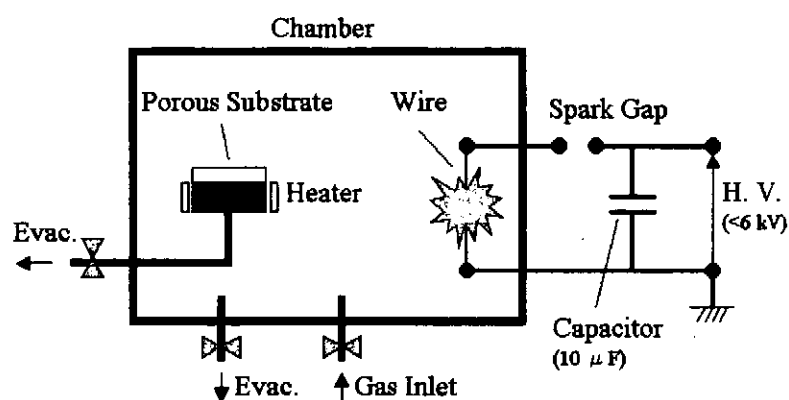 Chamber
Porous Substrate
Wire
Spark Gap
Heater
H. V.
(<6 kV)
Evac.
Capacitor
(10 μF)
Evac.
Gas Inlet